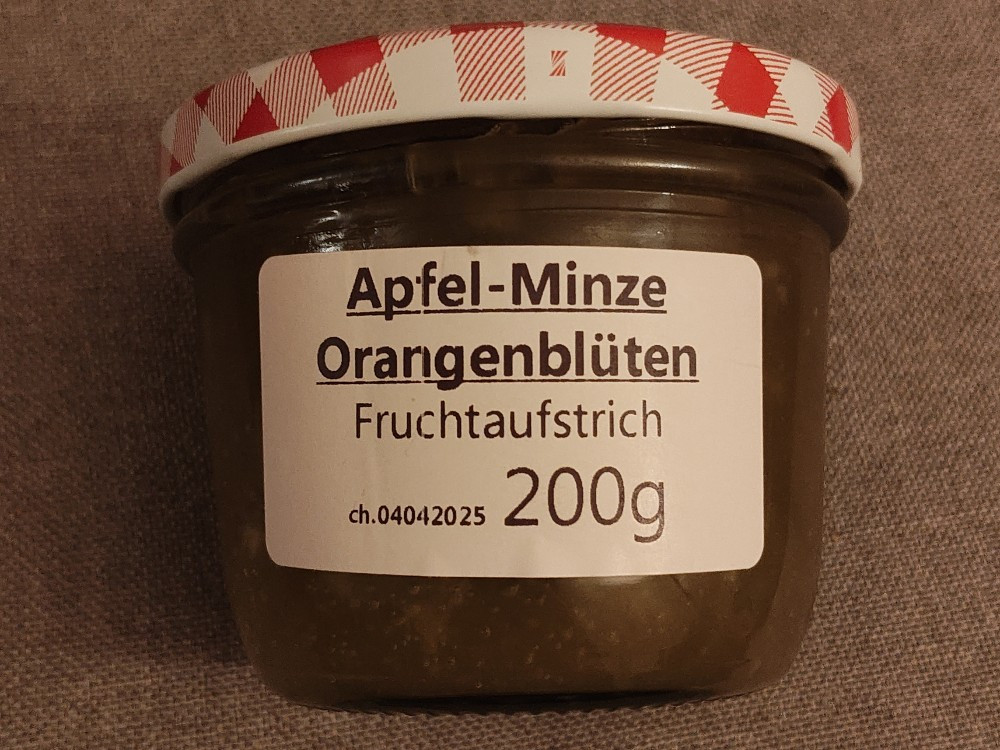 Apfel-Minze
Orangenblüten
Fruchtaufstrich
ch.04042025 200g